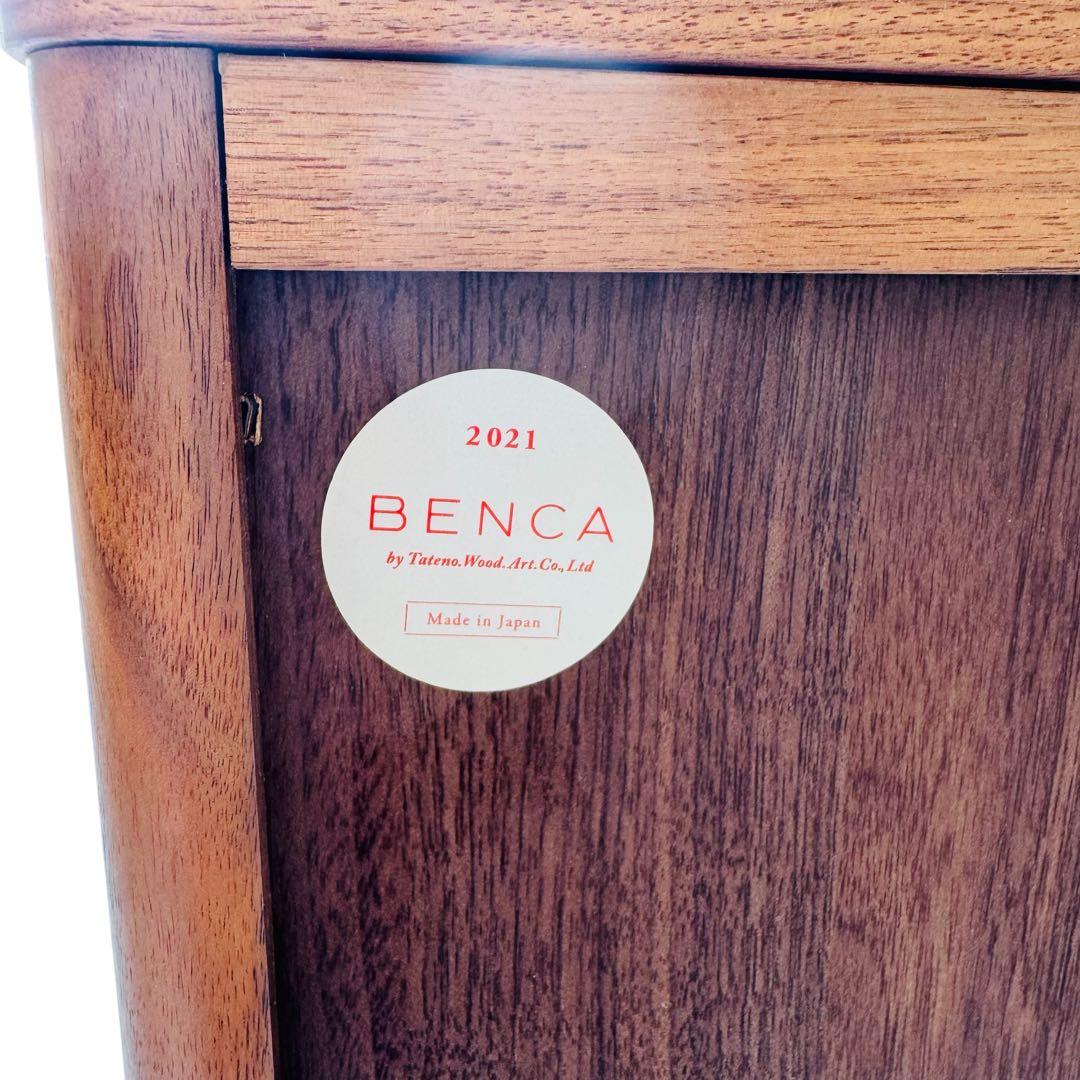 2021
BENCA
by Tateno.Wood.Art.Co.,Ltd
Made in Japan